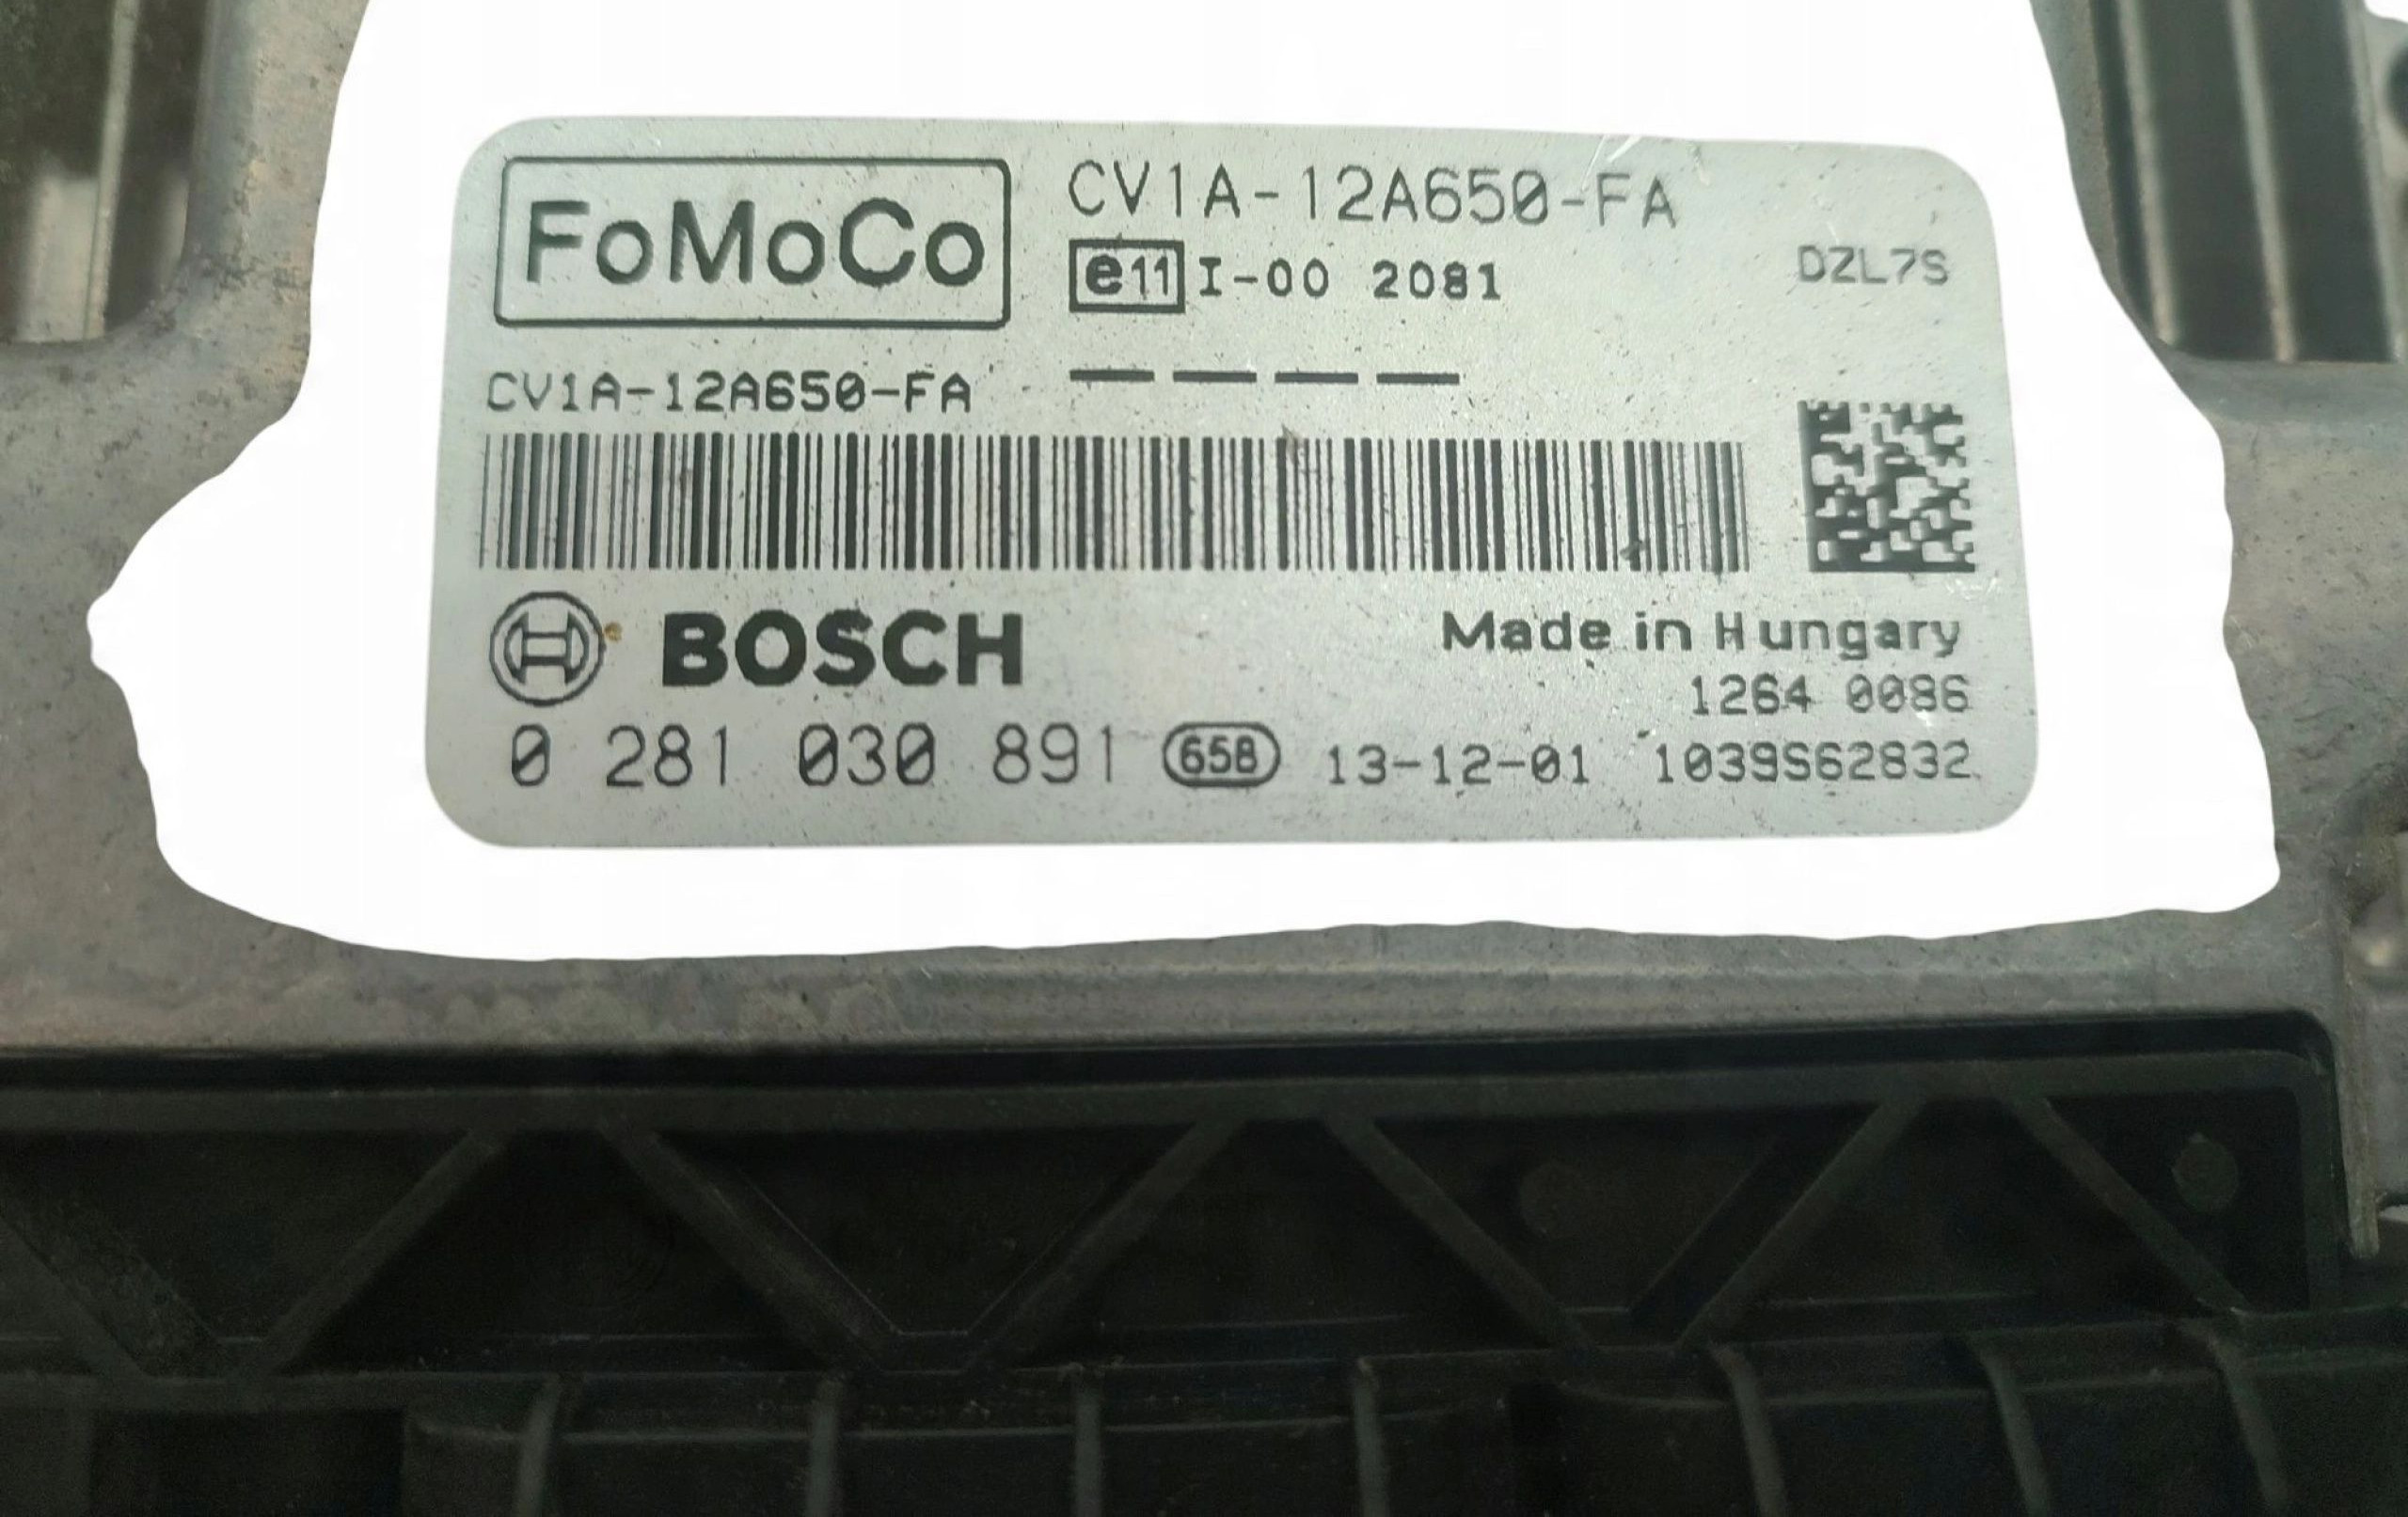 FoMoCo
CV1A-12A650-FA
e11 I-00 2081
DZL7S
CV1A-12A650-FA
BOSCH
Made in Hungary
1264 0086
0 281 030 891 65B 13-12-01 1039S62832